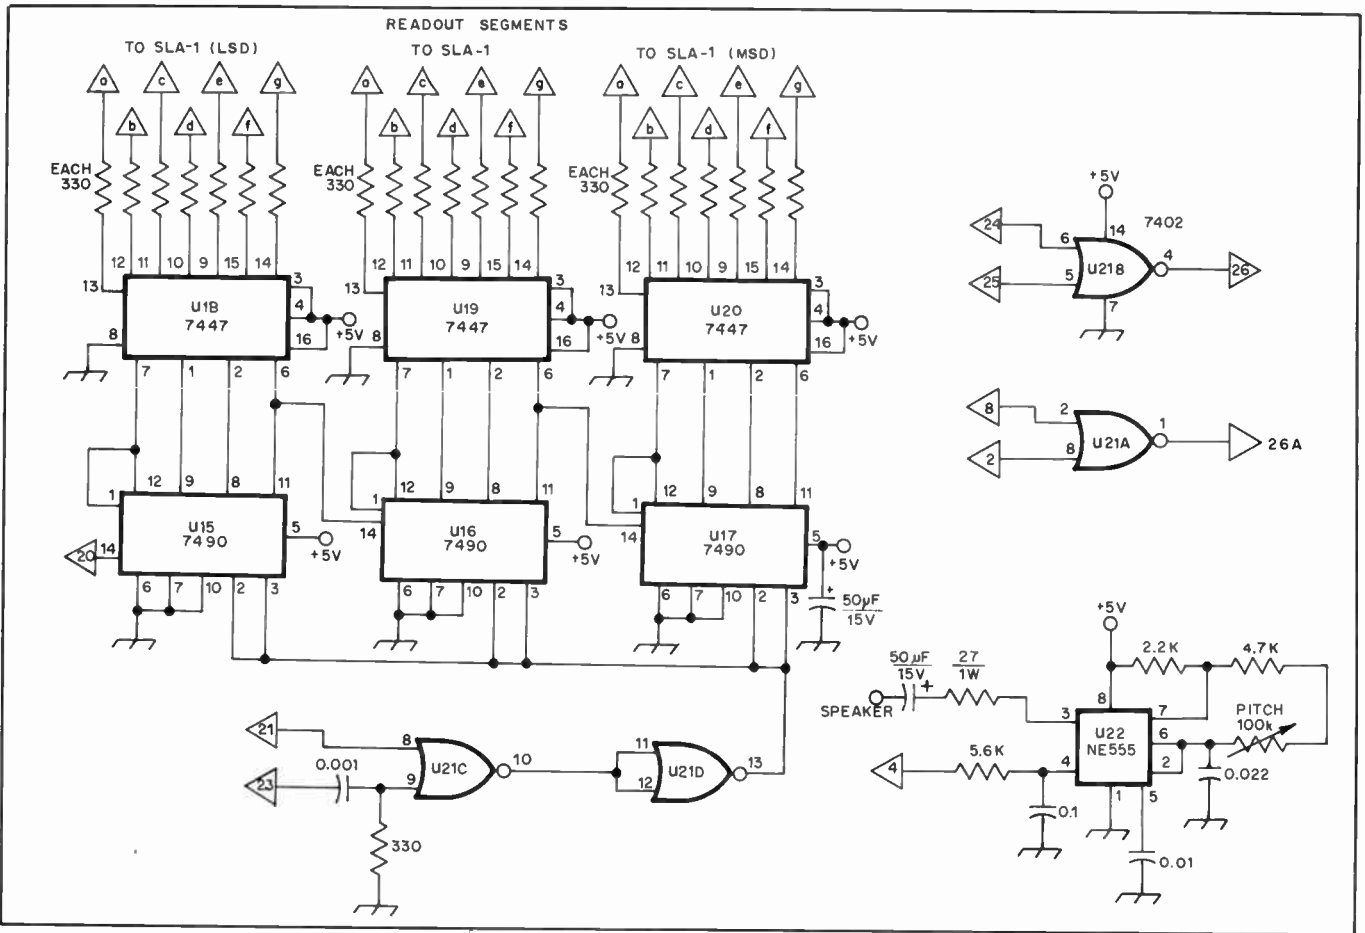 READOUT SEGMENTS
TO SLA-1 (LSD) TO SLA-1 TO SLA-1 (MSD)
a c e g a c e g a c e g
b d f b d f b d f
EACH 330 EACH 330 EACH 330
12 11 10 9 15 14 12 11 10 9 15 14 12 11 10 9 15 14
13 3 13 3 13 3
U1B 7447 4 U19 7447 4 U20 7447 4
8 16 +5V 8 16 +5V 8 16 +5V
7 1 2 6 7 1 2 6 7 1 2 6
12 9 8 11 12 9 8 11 12 9 8 11
1 1 1
20 14 U15 7490 5 +5V 14 U16 7490 5 +5V 14 U17 7490 5 +5V
6 7 10 2 3 6 7 10 2 3 6 7 10 2 3
+ 50µF
15V
21 8
23 0.001 9 U21C 10 11 12 U21D 13
330
+5V
24 6 14 7402
25 5 U21B 4 26
7
8 2
2 8 U21A 1 26A
+5V
2.2K 4.7K
50µF
15V + 27
1W 8 7
SPEAKER 3 U22 6 PITCH
NE555 100k
4 5.6K 4 2 0.022
0.1 1 5
0.01